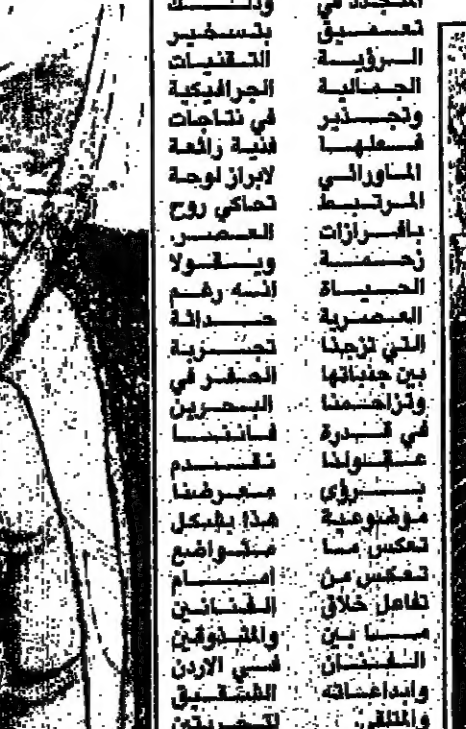 المتجدد في
تعميق
الرؤية
الجمالية
وتجذير
فعلها
الماورائي
المرتبط
بافرازات
زحمة
الحياة
العصرية
التي تزجنا
بين جنباتها
وتزاحمنا
في قدرة
عقولنا
برؤى
موضوعية
تعكس ما
تعكس من
تفاعل خلاق
ما بين
الفنان
وابداعاته
والمتلقي.
وذلك
بتسخير
التقنيات
الجرافيكية
في نتاجات
فنية رائعة
لابراز لوحة
تحاكي روح
العصر.
ويقولا
انه رغم
حداثة
تجربة
الحفر في
البحرين
فاننا
نقدم
معرضنا
هذا بشكل
متواضع
امام
الفنانين
والمتذوقين
في الاردن
الشقيق